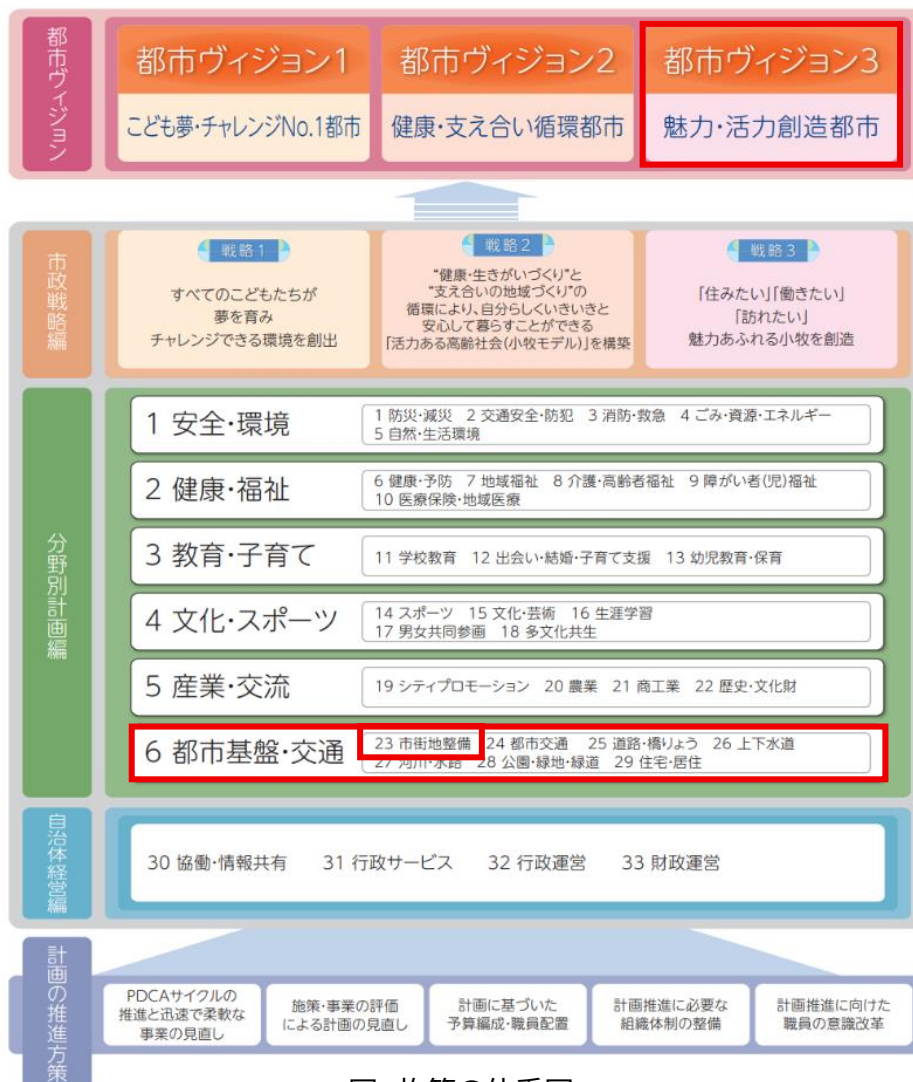 都市ヴィジョン
都市ヴィジョン1
こども夢・チャレンジNo.1都市
都市ヴィジョン2
健康・支え合い循環都市
都市ヴィジョン3
魅力・活力創造都市
市政戦略編
戦略1
すべてのこどもたちが
夢を育み
チャレンジできる環境を創出
戦略2
“健康・生きがいづくり”と
“支え合いの地域づくり”の
循環により、自分らしくいきいきと
安心して暮らすことができる
「活力ある高齢社会(小牧モデル)」を構築
戦略3
「住みたい」「働きたい」
「訪れたい」
魅力あふれる小牧を創造
分野別計画編
1 安全・環境
1 防災・減災 2 交通安全・防犯 3 消防・救急 4 ごみ・資源・エネルギー
5 自然・生活環境
2 健康・福祉
6 健康・予防 7 地域福祉 8 介護・高齢者福祉 9 障がい者(児)福祉
10 医療保険・地域医療
3 教育・子育て
11 学校教育 12 出会い・結婚・子育て支援 13 幼児教育・保育
4 文化・スポーツ
14 スポーツ 15 文化・芸術 16 生涯学習
17 男女共同参画 18 多文化共生
5 産業・交流
19 シティプロモーション 20 農業 21 商工業 22 歴史・文化財
6 都市基盤・交通
23 市街地整備 24 都市交通 25 道路・橋りょう 26 上下水道
27 河川・水路 28 公園・緑地・緑道 29 住宅・居住
自治体経営編
30 協働・情報共有 31 行政サービス 32 行政運営 33 財政運営
計画の推進方策
PDCAサイクルの
推進と迅速で柔軟な
事業の見直し
施策・事業の評価
による計画の見直し
計画に基づいた
予算編成・職員配置
計画推進に必要な
組織体制の整備
計画推進に向けた
職員の意識改革